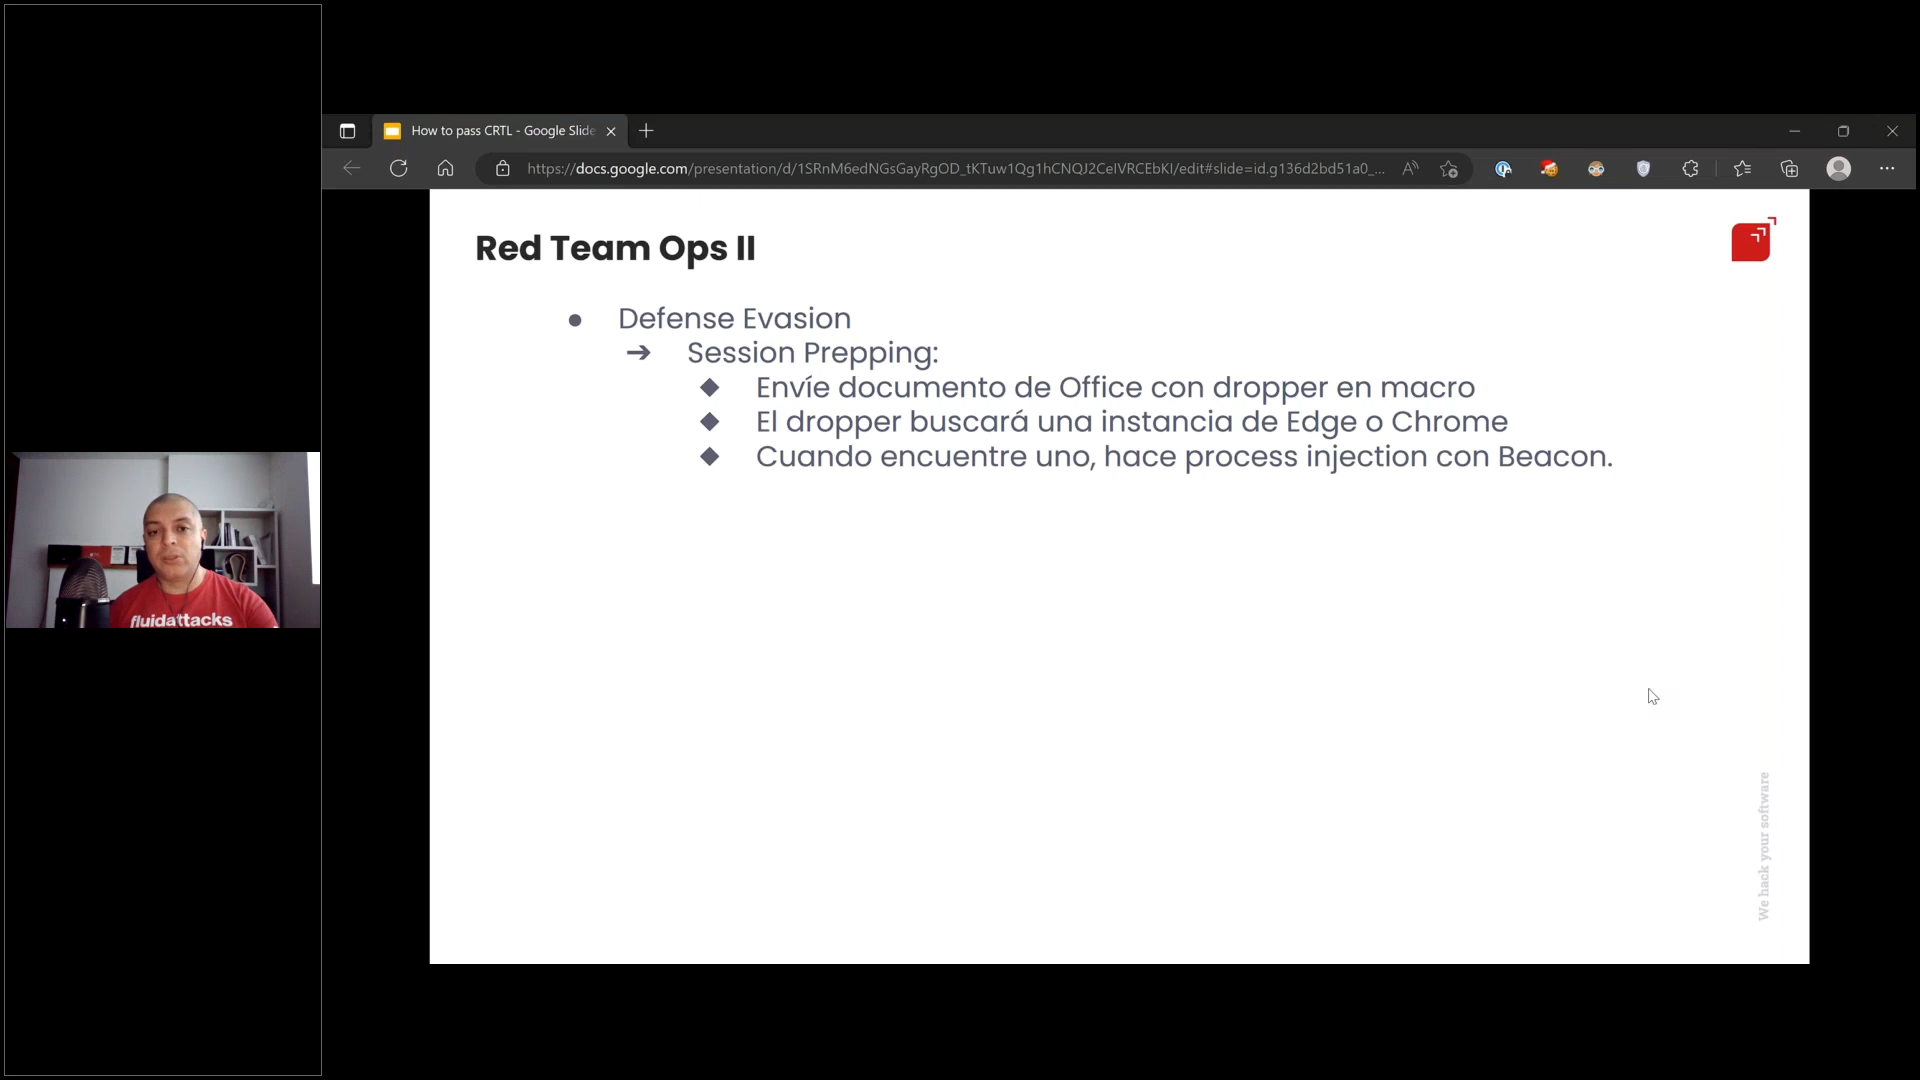 How to pass CRTL - Google Slide
https://docs.google.com/presentation/d/1SRnM6edNGsGayRgOD_tKTuw1Qg1hCNQJ2CeIVRCEbKI/edit#slide=id.g136d2bd51a0_...
Red Team Ops II
● Defense Evasion
➔ Session Prepping:
◆ Envíe documento de Office con dropper en macro
◆ El dropper buscará una instancia de Edge o Chrome
◆ Cuando encuentre uno, hace process injection con Beacon.
fluidattacks
We hack your software